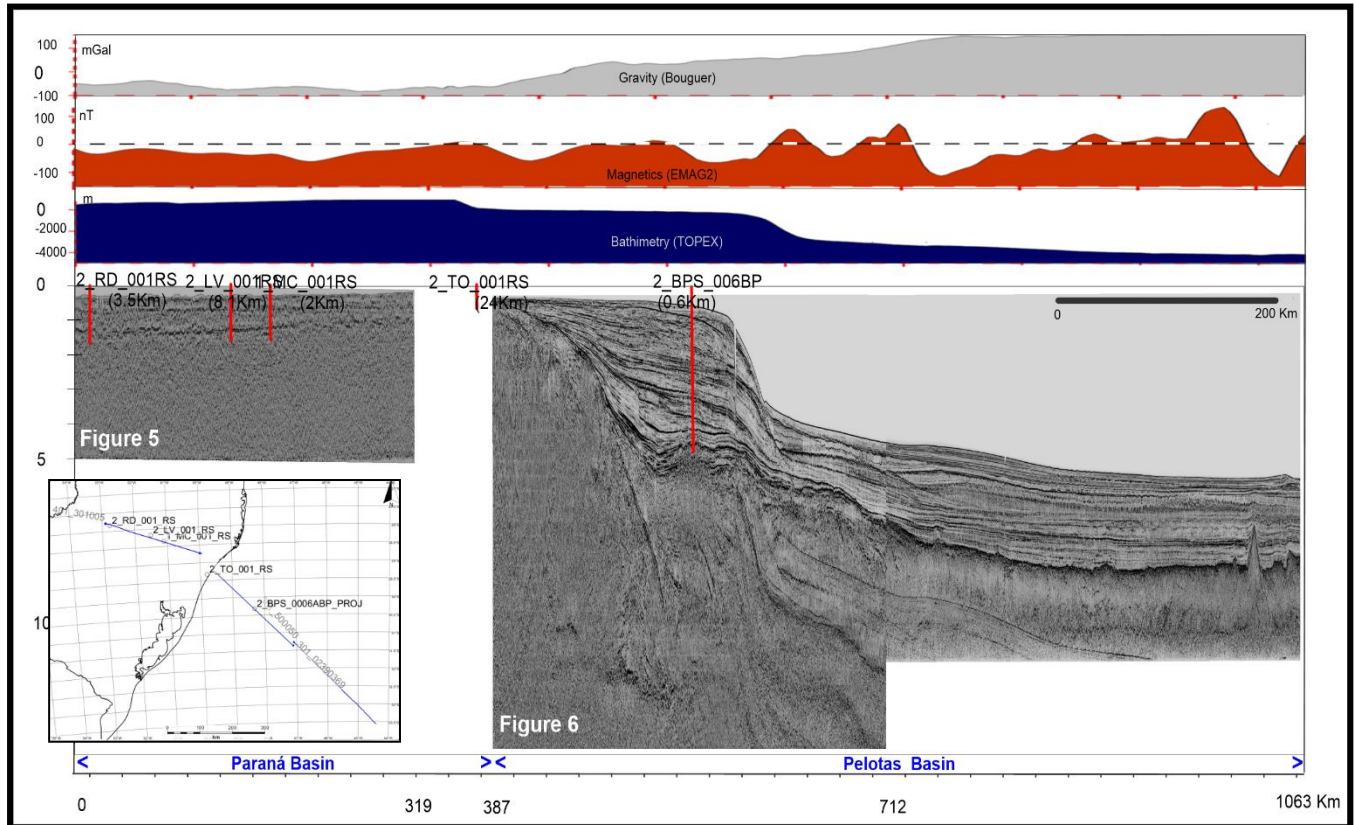 100
mGal
0
-100
Gravity (Bouguer)
nT
100
0
-100
Magnetics (EMAG2)
m
0
-2000
-4000
Bathimetry (TOPEX)
0
2_RD_001RS
(3.5Km)
2_LV_001RS
(8.1Km)
MC_001RS
(2Km)
2_TO_001RS
(24Km)
2_BPS_006BP
(0.6Km)
0 200 Km
Figure 5
5
2_RD_001_RS
2_LV_001_RS
1_MC_001_RS
2_TO_001_RS
2_BPS_0006ABP_PROJ
10
Figure 6
< Paraná Basin > < Pelotas Basin >
0 319 387 712 1063 Km